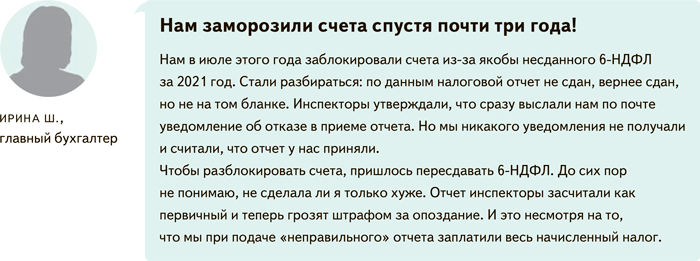 Нам заморозили счета спустя почти три года!
Нам в июле этого года заблокировали счета из-за якобы несданного 6-НДФЛ
за 2021 год. Стали разбираться: по данным налоговой отчет не сдан, вернее сдан,
но не на том бланке. Инспекторы утверждали, что сразу выслали нам по почте
уведомление об отказе в приеме отчета. Но мы никакого уведомления не получали
и считали, что отчет у нас приняли.
Чтобы разблокировать счета, пришлось пересдавать 6-НДФЛ. До сих пор
не понимаю, не сделала ли я только хуже. Отчет инспекторы засчитали как
первичный и теперь грозят штрафом за опоздание. И это несмотря на то,
что мы при подаче «неправильного» отчета заплатили весь начисленный налог.
ИРИНА Ш.,
главный бухгалтер